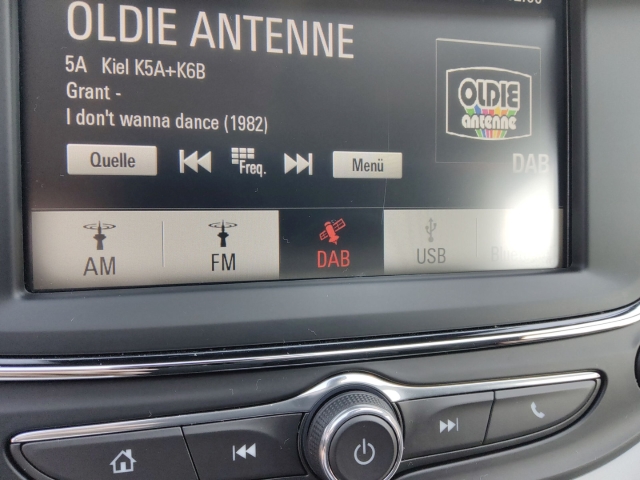 OLDIE ANTENNE
5A Kiel K5A+K6B
Grant -
I don't wanna dance (1982)
OLDIE
antenne
DAB
Quelle
Freq.
Menü
AM
FM
DAB
USB